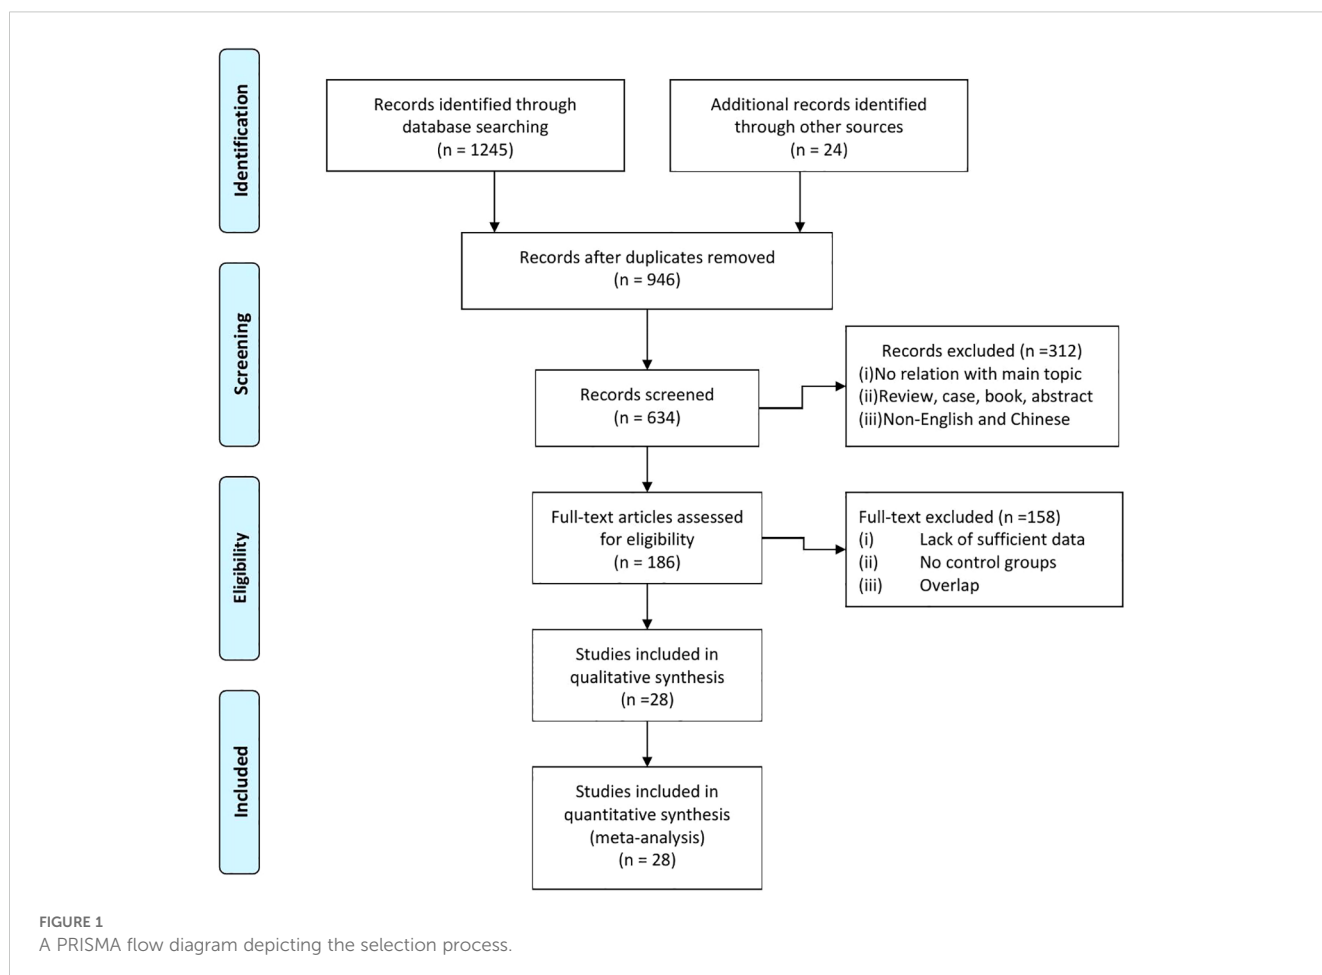 Identification
Records identified through
database searching
(n = 1245)
Additional records identified
through other sources
(n = 24)
Records after duplicates removed
(n = 946)
Screening
Records screened
(n = 634)
Records excluded (n =312)
(i)No relation with main topic
(ii)Review, case, book, abstract
(iii)Non-English and Chinese
Eligibility
Full-text articles assessed
for eligibility
(n = 186)
Full-text excluded (n =158)
(i) Lack of sufficient data
(ii) No control groups
(iii) Overlap
Studies included in
qualitative synthesis
(n =28)
Included
Studies included in
quantitative synthesis
(meta-analysis)
(n = 28)
FIGURE 1
A PRISMA flow diagram depicting the selection process.